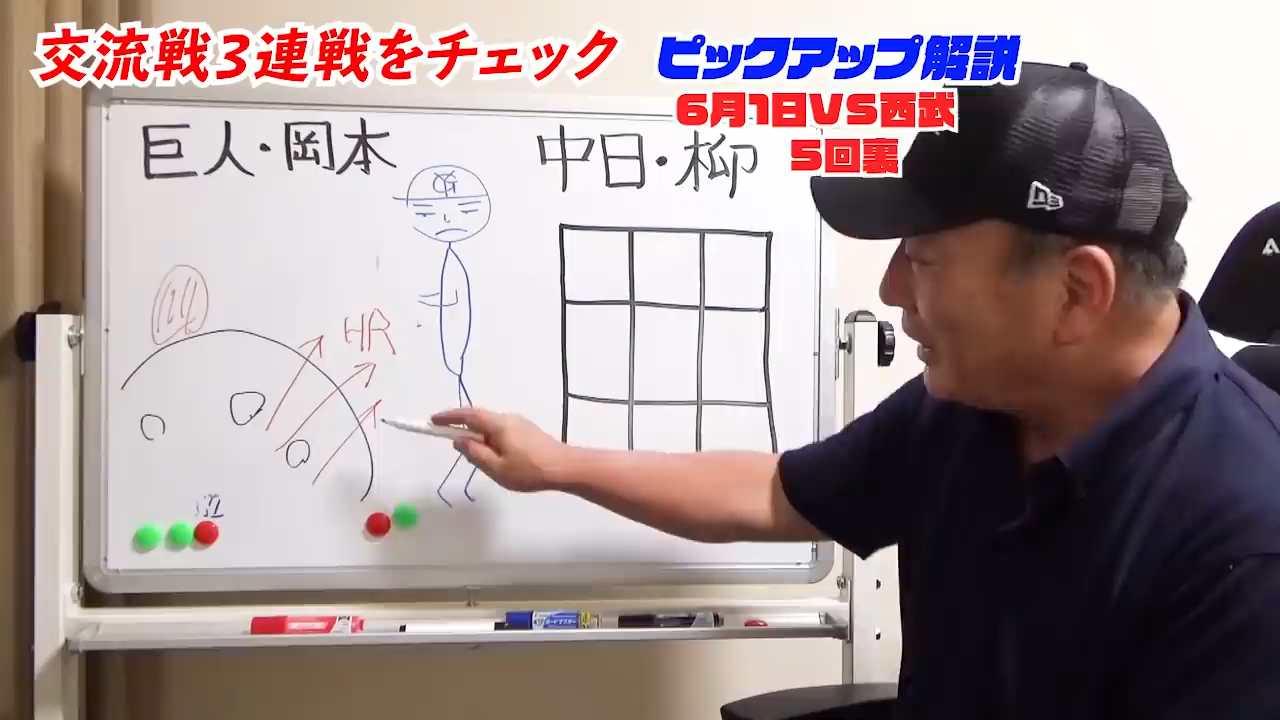 交流戦3連戦をチェック
ピックアップ解説
6月1日VS西武
5回裏
巨人・岡本
中日・柳
HR